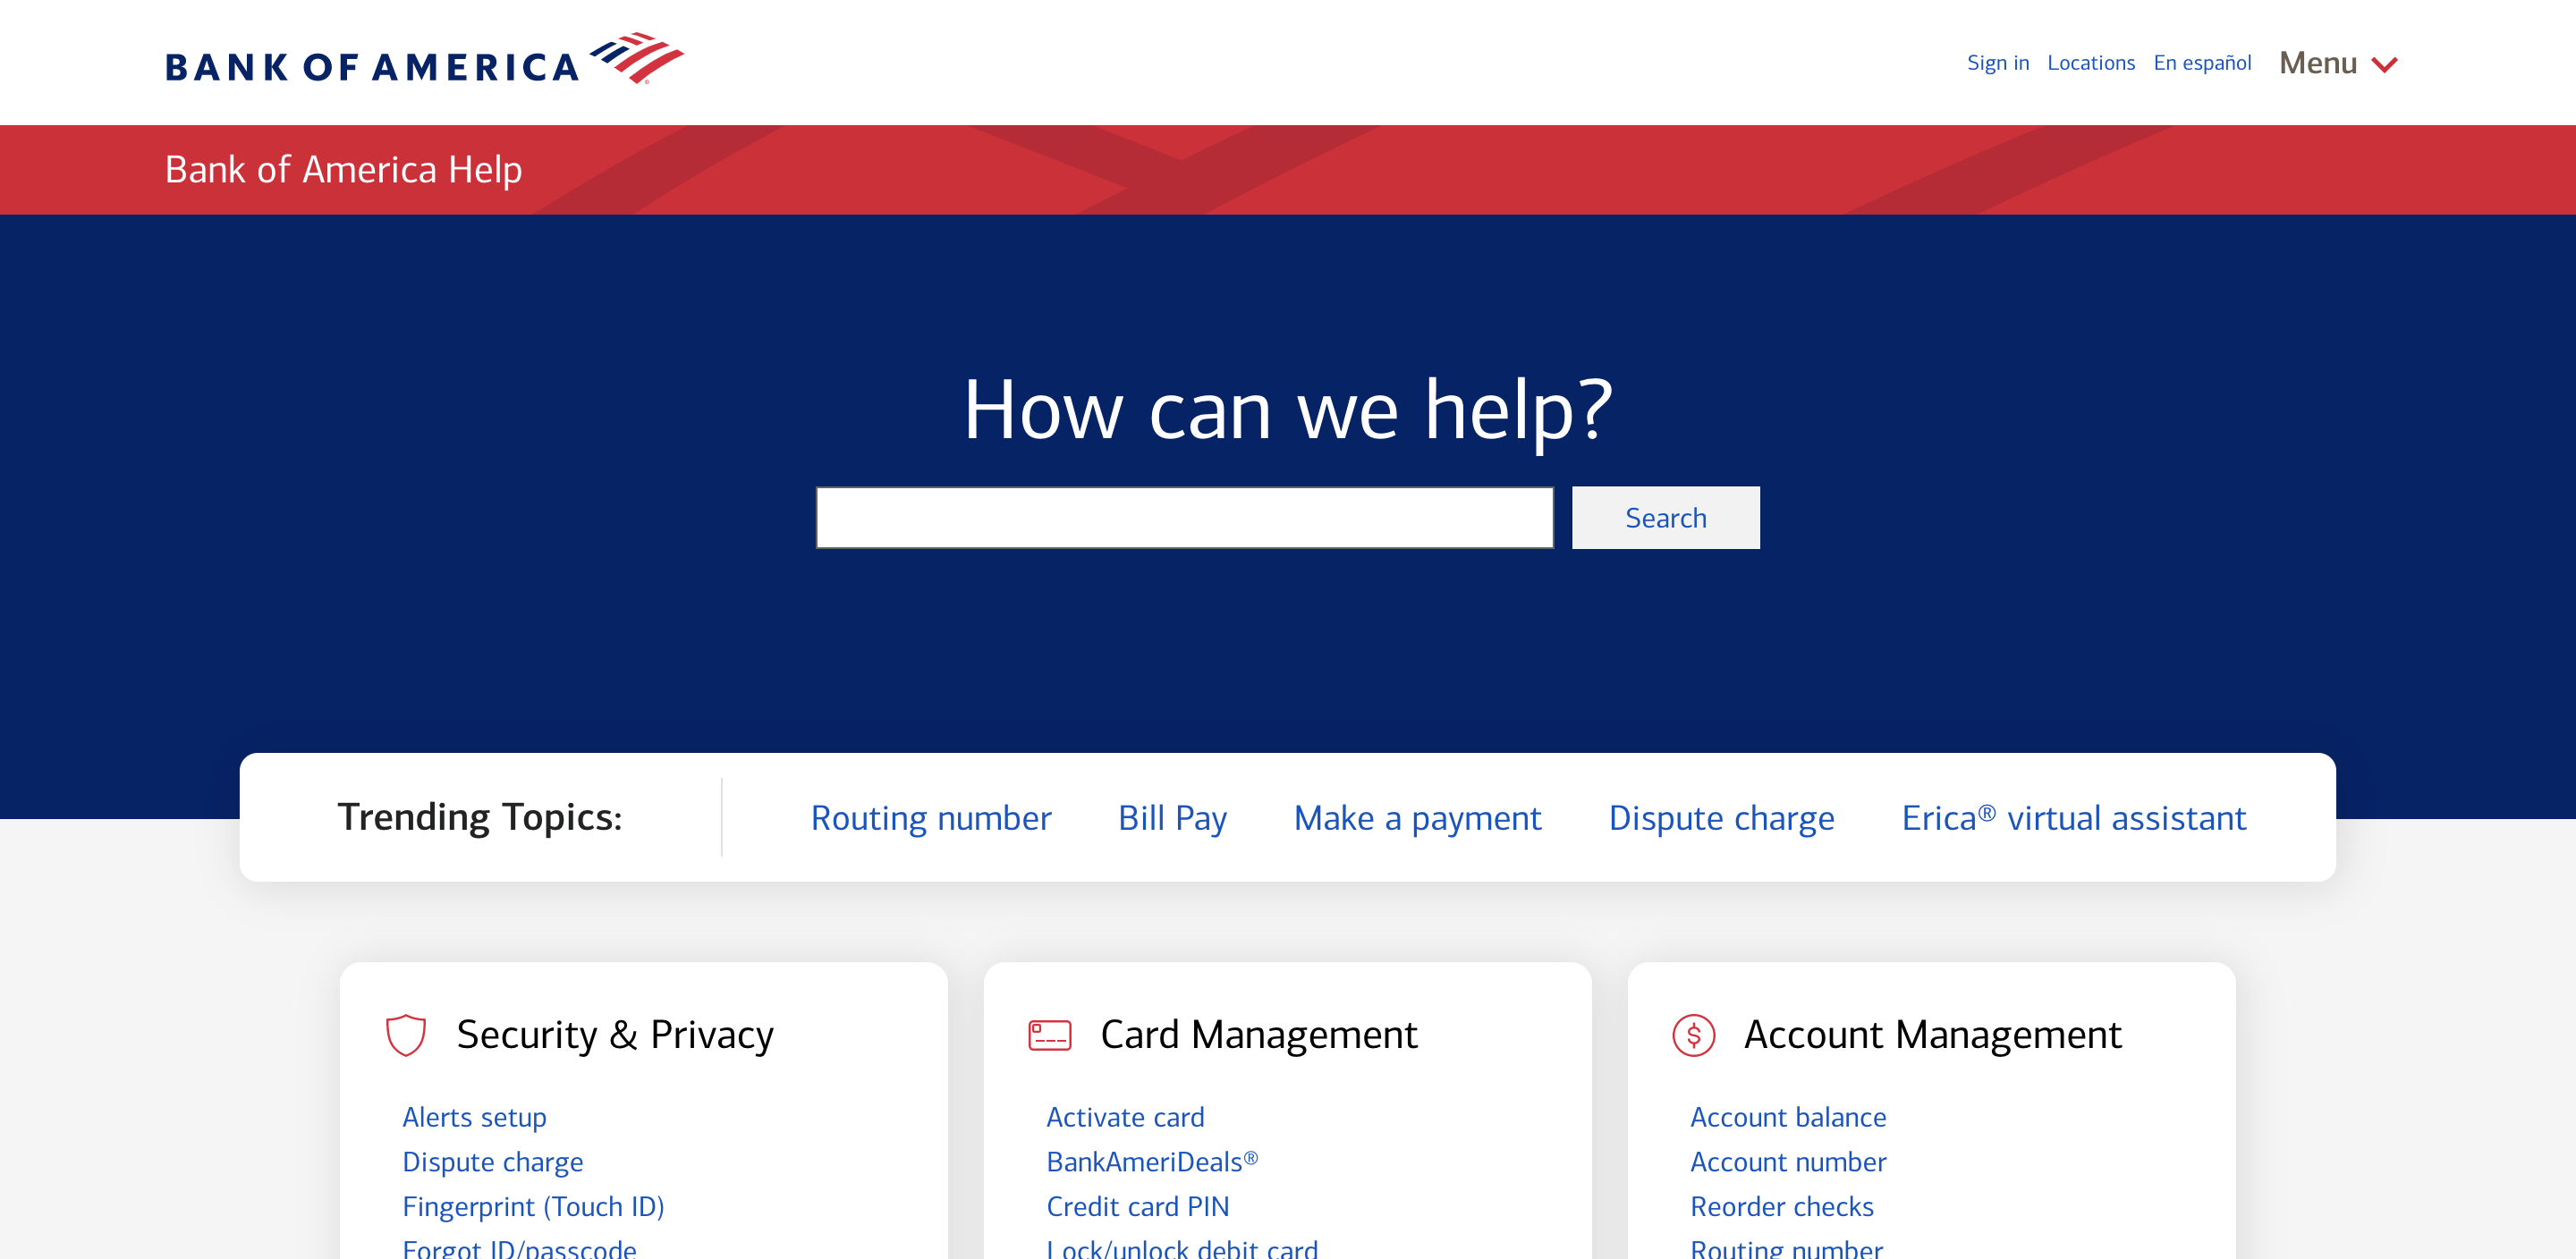 BANK OF AMERICA
Sign in Locations En español Menu
Bank of America Help
How can we help?
Search
Trending Topics: Routing number Bill Pay Make a payment Dispute charge Erica® virtual assistant
Security & Privacy
Alerts setup
Dispute charge
Fingerprint (Touch ID)
Forgot ID/passcode
Card Management
Activate card
BankAmeriDeals®
Credit card PIN
Lock/unlock debit card
Account Management
Account balance
Account number
Reorder checks
Routing number